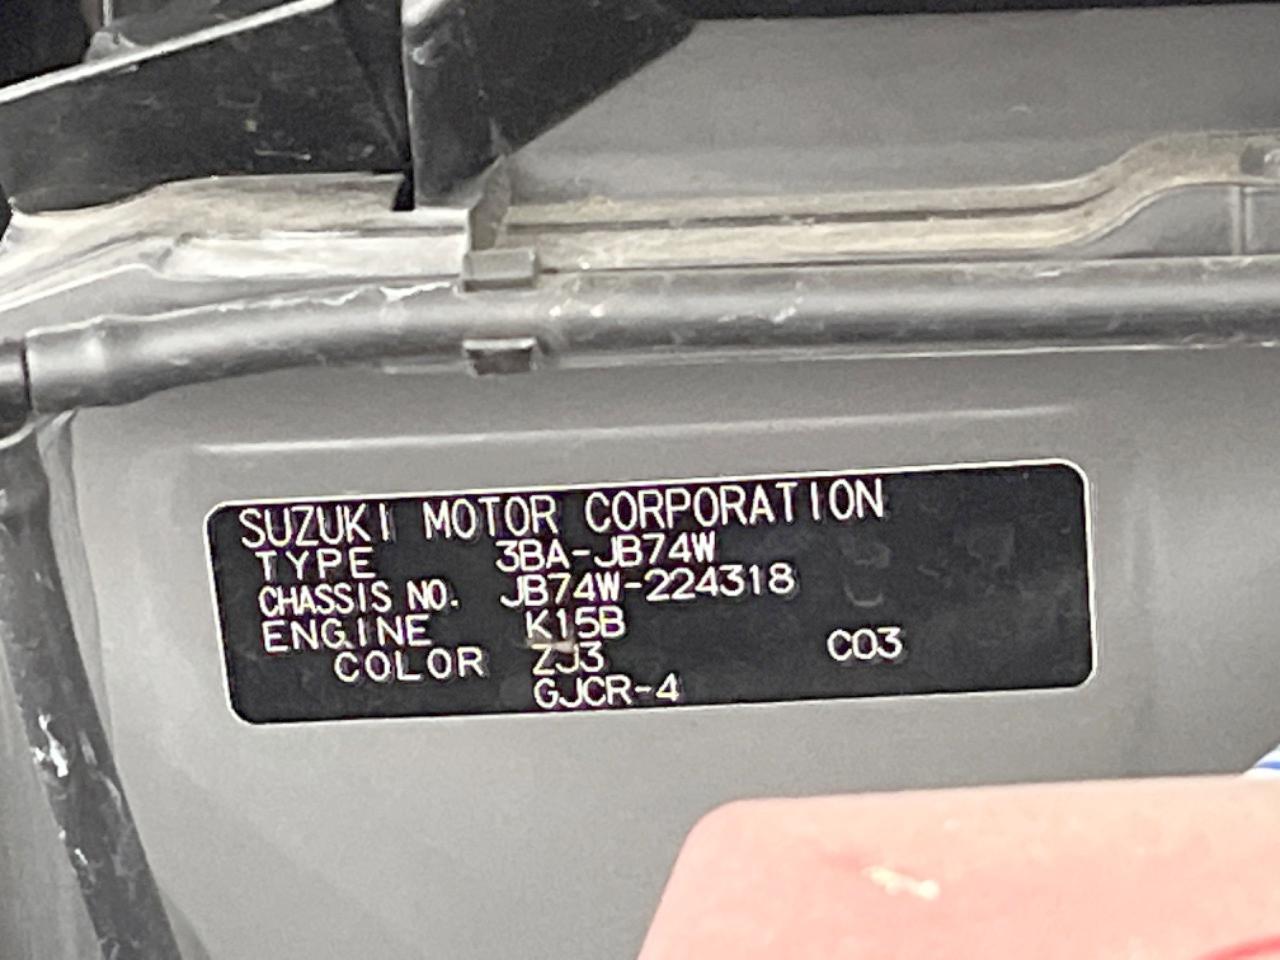 SUZUKI MOTOR CORPORATION
TYPE 3BA-JB74W
CHASSIS NO. JB74W-224318
ENGINE K15B
COLOR ZJ3 C03
GJCR-4